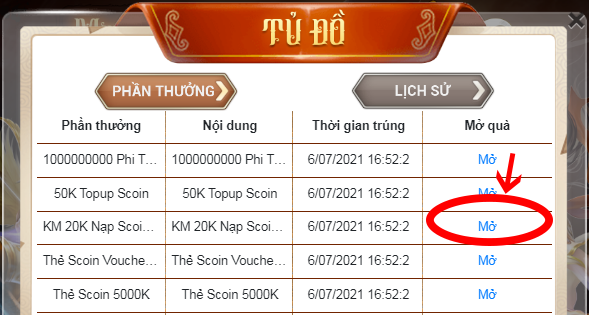 TỦ ĐỒ
PHẦN THƯỞNG
LỊCH SỬ
Phần thưởng Nội dung Thời gian trúng Mở quà
1000000000 Phi T... 1000000000 Phi T... 6/07/2021 16:52:2 Mở
50K Topup Scoin 50K Topup Scoin 6/07/2021 16:52:2 Mở
KM 20K Nạp Scoi... KM 20K Nạp Scoi... 6/07/2021 16:52:2 Mở
Thẻ Scoin Vouche... Thẻ Scoin Vouche... 6/07/2021 16:52:2 Mở
Thẻ Scoin 5000K Thẻ Scoin 5000K 6/07/2021 16:52:2 Mở